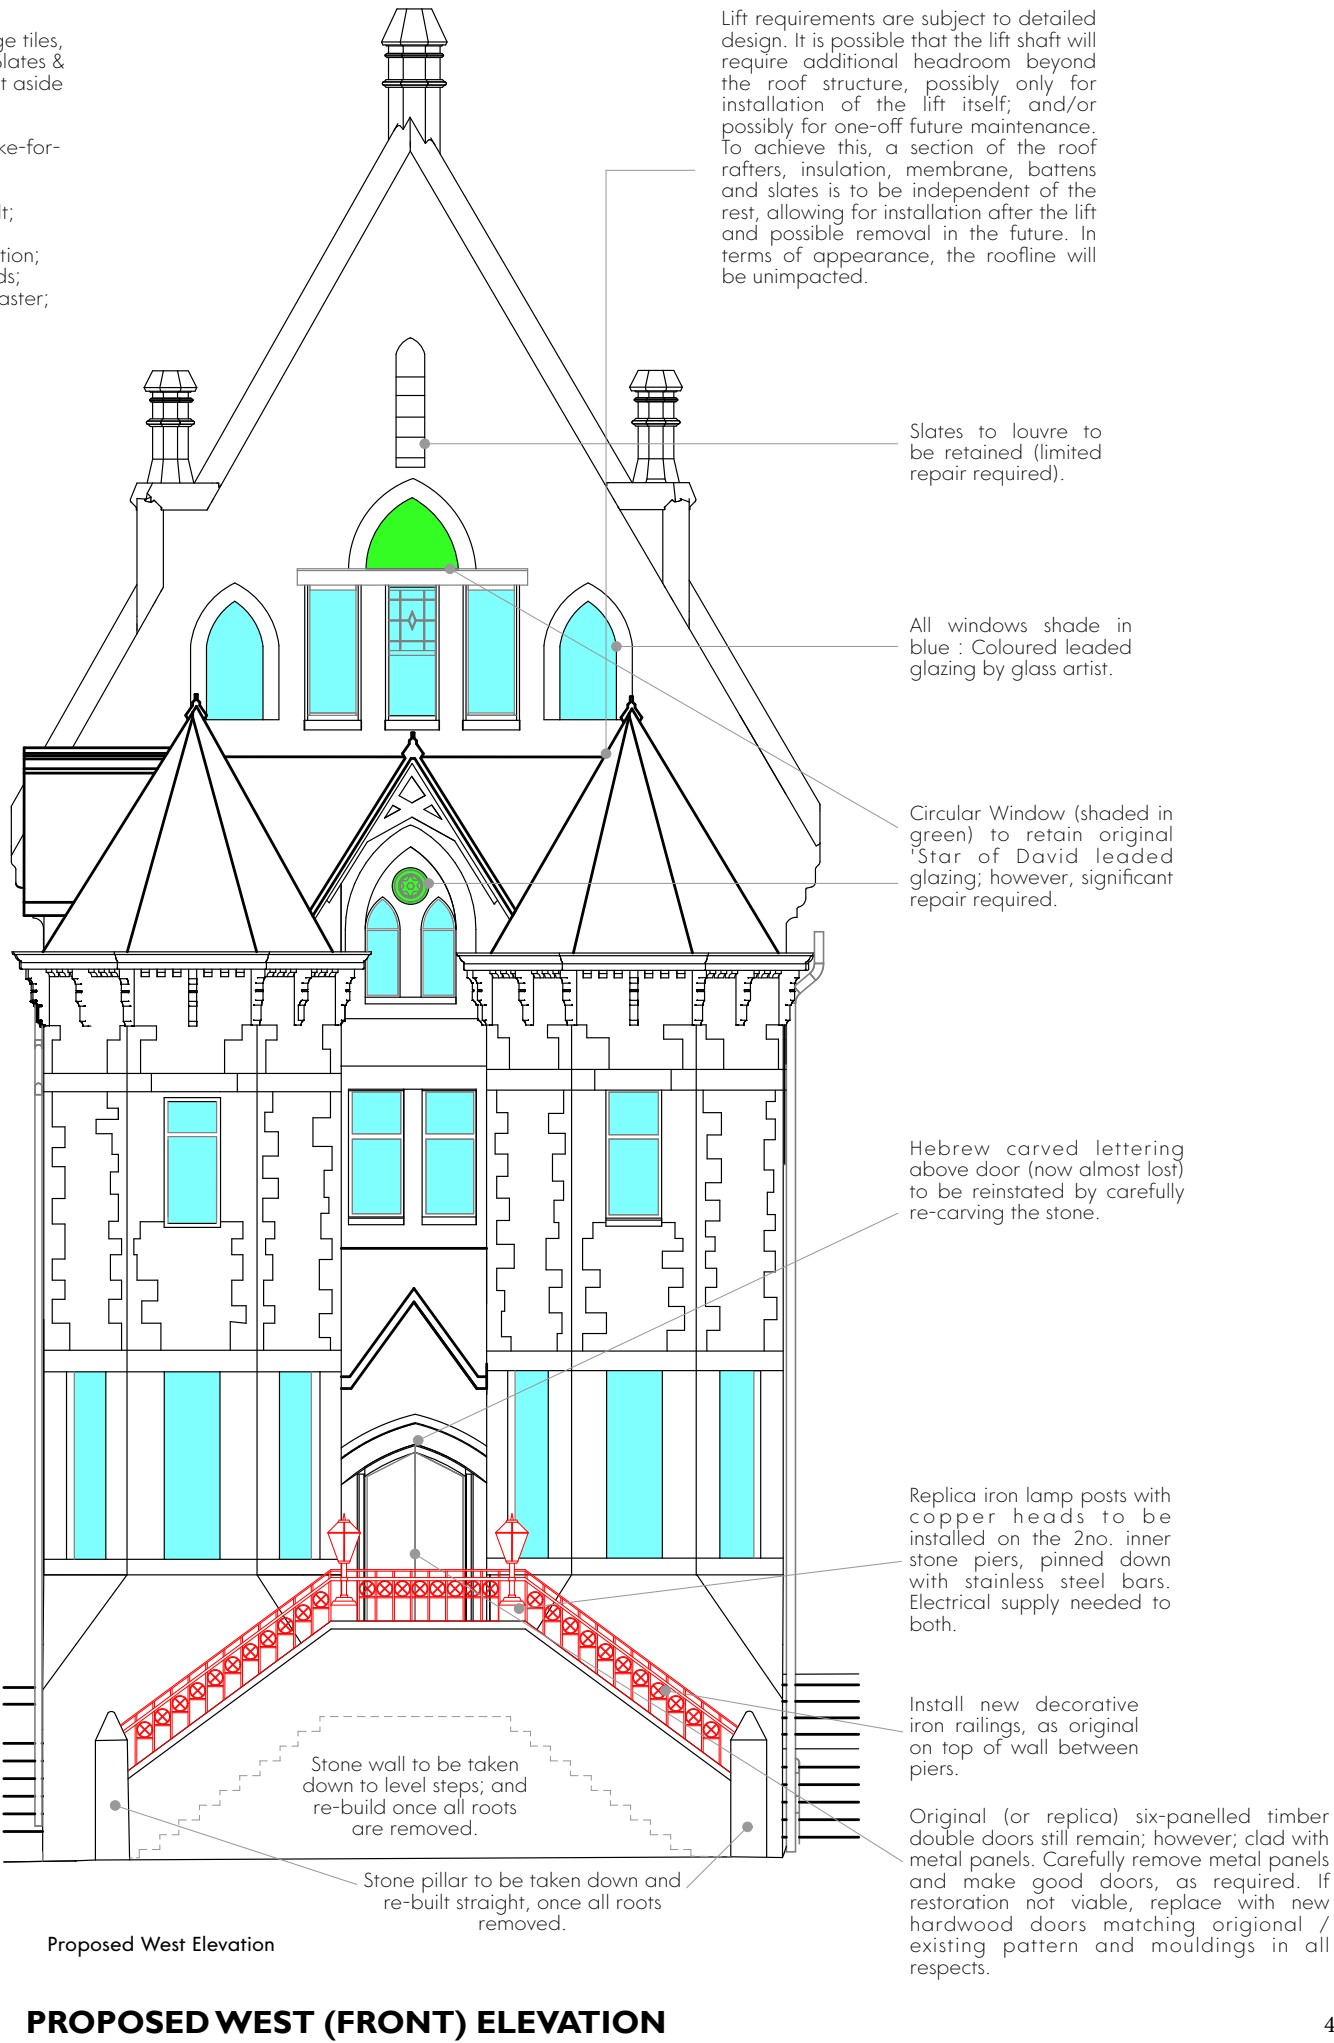 ge tiles,
Slates &
t aside
ke-for-
lt;
tion;
ds;
aster;
Lift requirements are subject to detailed
design. It is possible that the lift shaft will
require additional headroom beyond
the roof structure, possibly only for
installation of the lift itself; and/or
possibly for one-off future maintenance.
To achieve this, a section of the roof
rafters, insulation, membrane, battens
and slates is to be independent of the
rest, allowing for installation after the lift
and possible removal in the future. In
terms of appearance, the roofline will
be unimpacted.
Slates to louvre to
be retained (limited
repair required).
All windows shade in
blue : Coloured leaded
glazing by glass artist.
Circular Window (shaded in
green) to retain original
'Star of David leaded
glazing; however, significant
repair required.
Hebrew carved lettering
above door (now almost lost)
to be reinstated by carefully
re-carving the stone.
Replica iron lamp posts with
copper heads to be
installed on the 2no. inner
stone piers, pinned down
with stainless steel bars.
Electrical supply needed to
both.
Install new decorative
iron railings, as original
on top of wall between
piers.
Original (or replica) six-panelled timber
double doors still remain; however; clad with
metal panels. Carefully remove metal panels
and make good doors, as required. If
restoration not viable, replace with new
hardwood doors matching origional /
existing pattern and mouldings in all
respects.
Stone wall to be taken
down to level steps; and
re-build once all roots
are removed.
Stone pillar to be taken down and
re-built straight, once all roots
removed.
Proposed West Elevation
PROPOSED WEST (FRONT) ELEVATION
4